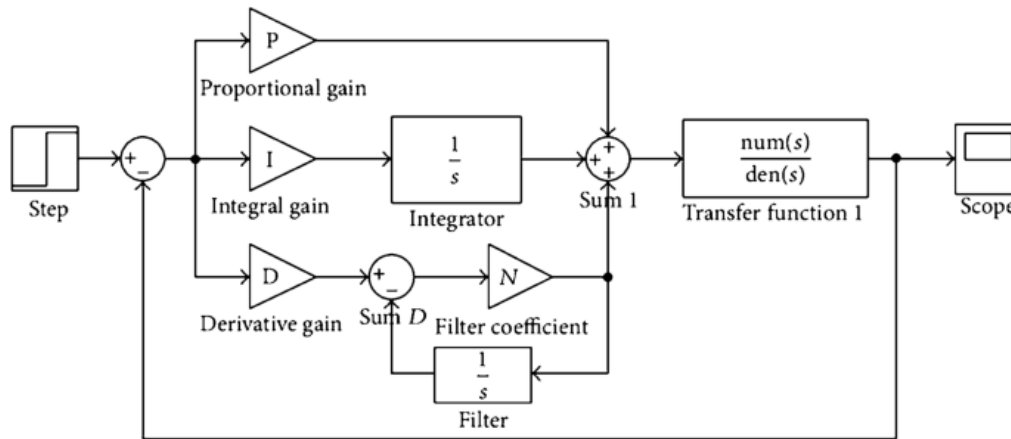 P
Proportional gain
+
−
Step
I
Integral gain
1
s
Integrator
+
+
+
Sum 1
num(s)
den(s)
Transfer function 1
Scope
D
Derivative gain
+
−
Sum D
N
Filter coefficient
1
s
Filter